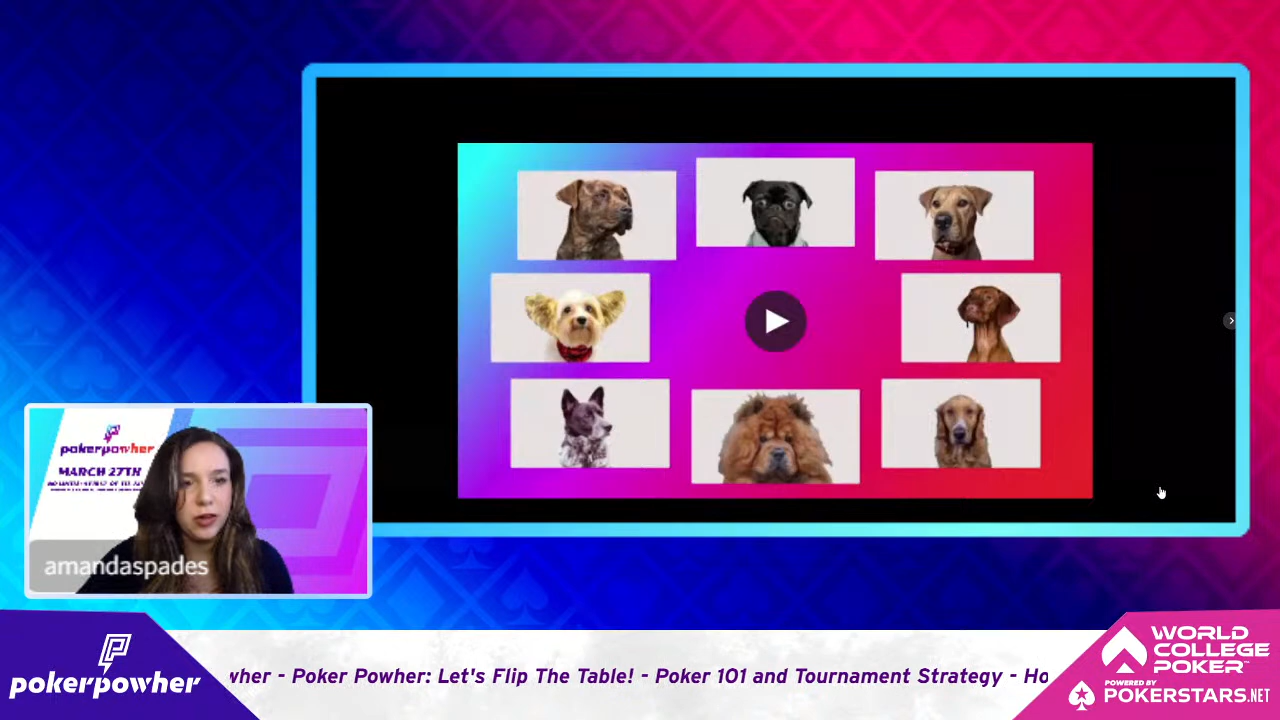 pokerpowher
MARCH 27TH
amandaspades
pokerpowher
wher - Poker Powher: Let's Flip The Table! - Poker 101 and Tournament Strategy - Ho
WORLD
COLLEGE
POKER™
POWERED BY
POKERSTARS.NET